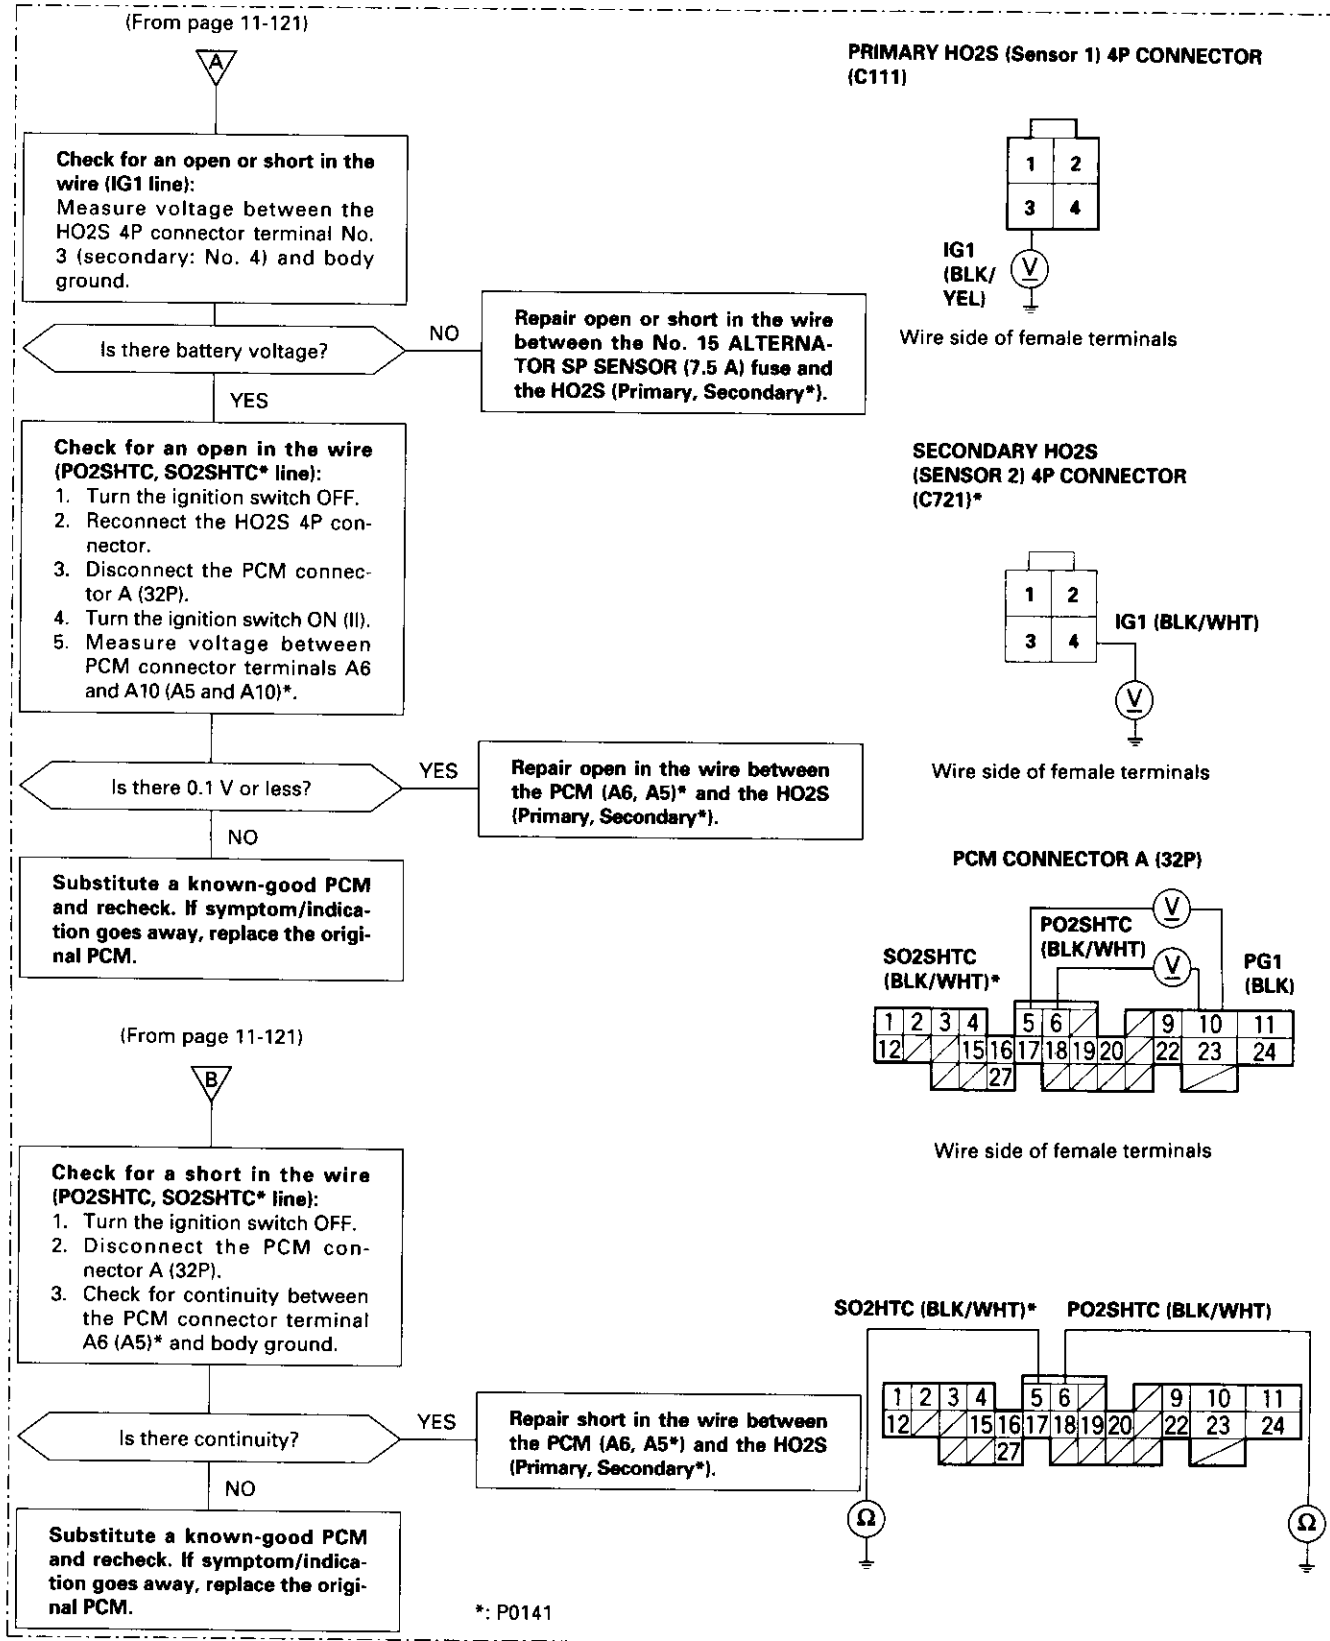 (From page 11-121)
A
Check for an open or short in the
wire (IG1 line):
Measure voltage between the
HO2S 4P connector terminal No.
3 (secondary: No. 4) and body
ground.
Is there battery voltage?
NO
Repair open or short in the wire
between the No. 15 ALTERNA-
TOR SP SENSOR (7.5 A) fuse and
the HO2S (Primary, Secondary*).
YES
Check for an open in the wire
(PO2SHTC, SO2SHTC* line):
1. Turn the ignition switch OFF.
2. Reconnect the HO2S 4P con-
nector.
3. Disconnect the PCM connec-
tor A (32P).
4. Turn the ignition switch ON (II).
5. Measure voltage between
PCM connector terminals A6
and A10 (A5 and A10)*.
Is there 0.1 V or less?
YES
Repair open in the wire between
the PCM (A6, A5)* and the HO2S
(Primary, Secondary*).
NO
Substitute a known-good PCM
and recheck. If symptom/indica-
tion goes away, replace the origi-
nal PCM.
(From page 11-121)
B
Check for a short in the wire
(PO2SHTC, SO2SHTC* line):
1. Turn the ignition switch OFF.
2. Disconnect the PCM con-
nector A (32P).
3. Check for continuity between
the PCM connector terminal
A6 (A5)* and body ground.
Is there continuity?
YES
Repair short in the wire between
the PCM (A6, A5*) and the HO2S
(Primary, Secondary*).
NO
Substitute a known-good PCM
and recheck. If symptom/indica-
tion goes away, replace the origi-
nal PCM.
*: P0141
PRIMARY HO2S (Sensor 1) 4P CONNECTOR
(C111)
1 2
3 4
IG1
(BLK/
YEL)
V
Wire side of female terminals
SECONDARY HO2S
(SENSOR 2) 4P CONNECTOR
(C721)*
1 2
3 4
IG1 (BLK/WHT)
V
Wire side of female terminals
PCM CONNECTOR A (32P)
V
PO2SHTC
(BLK/WHT)
V
SO2SHTC
(BLK/WHT)*
PG1
(BLK)
1 2 3 4 5 6 9 10 11
12 15 16 17 18 19 20 22 23 24
27
Wire side of female terminals
SO2HTC (BLK/WHT)* PO2SHTC (BLK/WHT)
1 2 3 4 5 6 9 10 11
12 15 16 17 18 19 20 22 23 24
27
Ω Ω